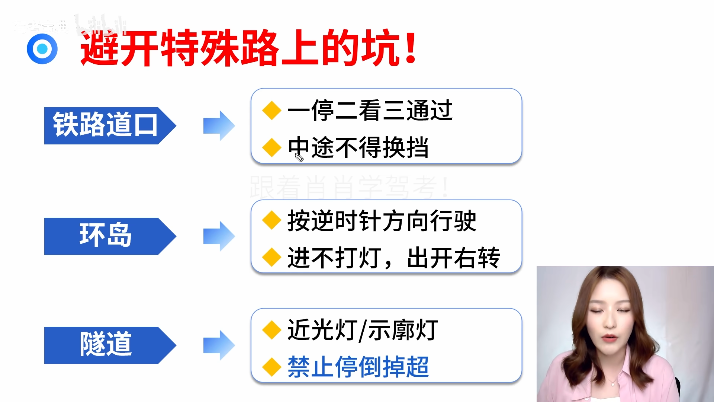 避开特殊路上的坑！
铁路道口
一停二看三通过
中途不得换挡
跟着肖肖学驾考！
环岛
按逆时针方向行驶
进不打灯，出开右转
隧道
近光灯/示廓灯
禁止停倒掉超